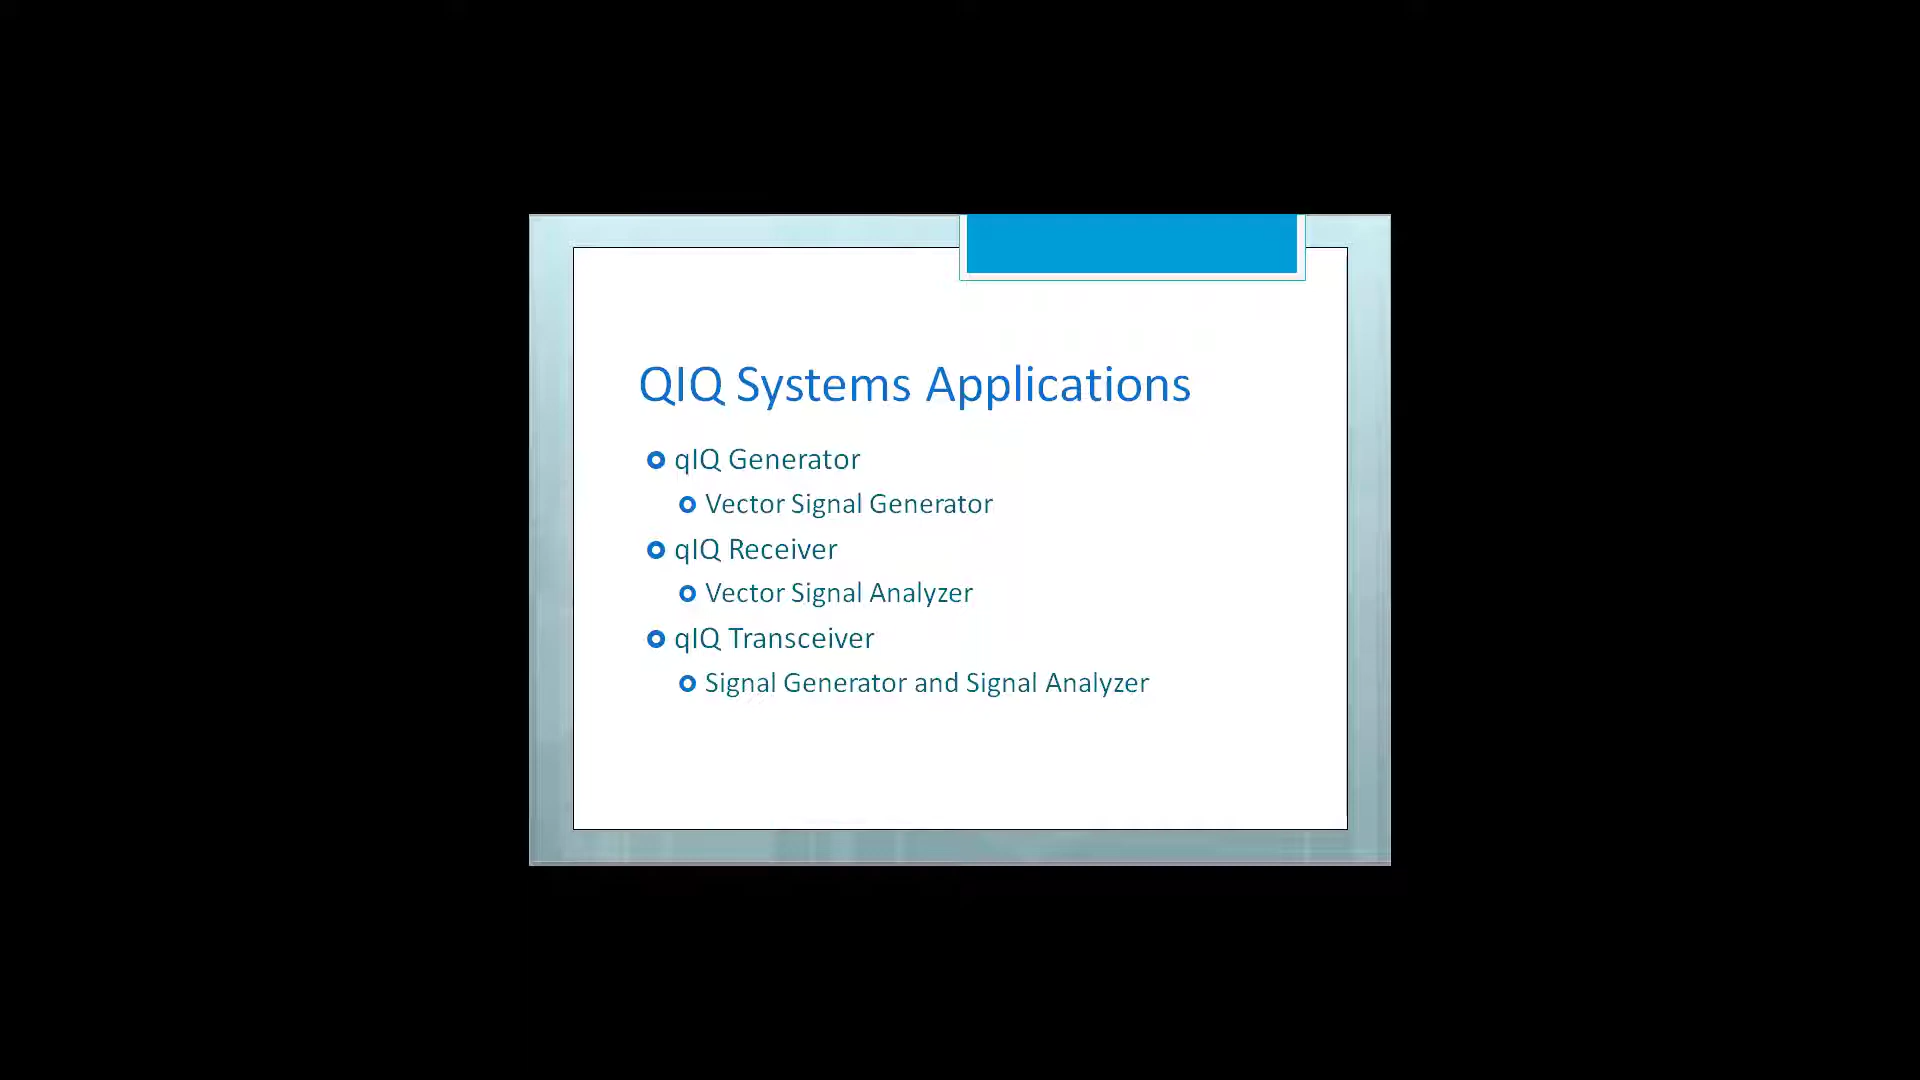 QIQ Systems Applications
qIQ Generator
Vector Signal Generator
qIQ Receiver
Vector Signal Analyzer
qIQ Transceiver
Signal Generator and Signal Analyzer